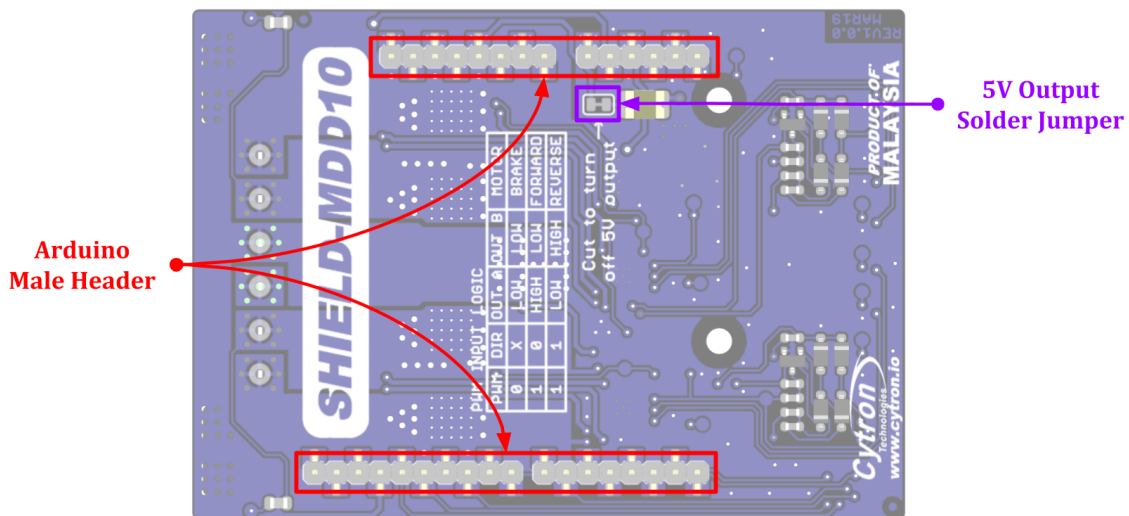 REV1.0.0
MAR19
5V Output
Solder Jumper
PRODUCT OF
MALAYSIA
SHIELD-MDD10
Arduino
Male Header
Cut to turn
off 5V output
PWM INPUT LOGIC
PWM DIR OUT A OUT B MOTOR
0 X LOW LOW BRAKE
1 0 HIGH LOW FORWARD
1 1 LOW HIGH REVERSE
Cytron
Technologies
www.cytron.io